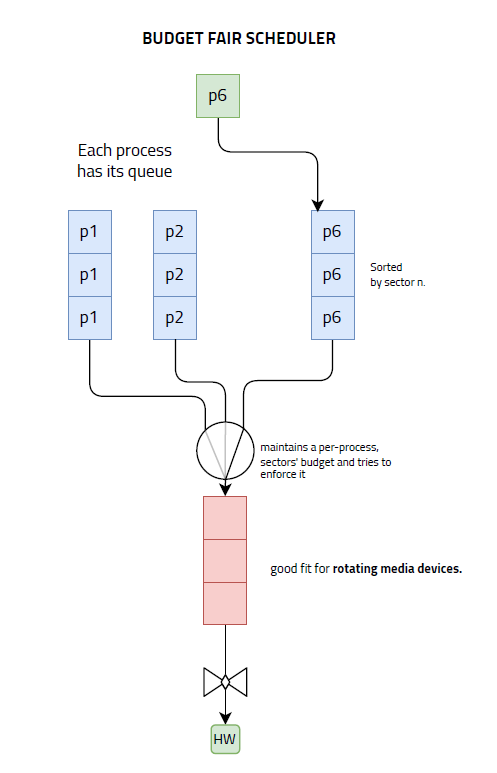 BUDGET FAIR SCHEDULER
p6
Each process
has its queue
p1 p2 p6
p1 p2 p6
p1 p2 p6
Sorted
by sector n.
maintains a per-process,
sectors' budget and tries to
enforce it
good fit for rotating media devices.
HW